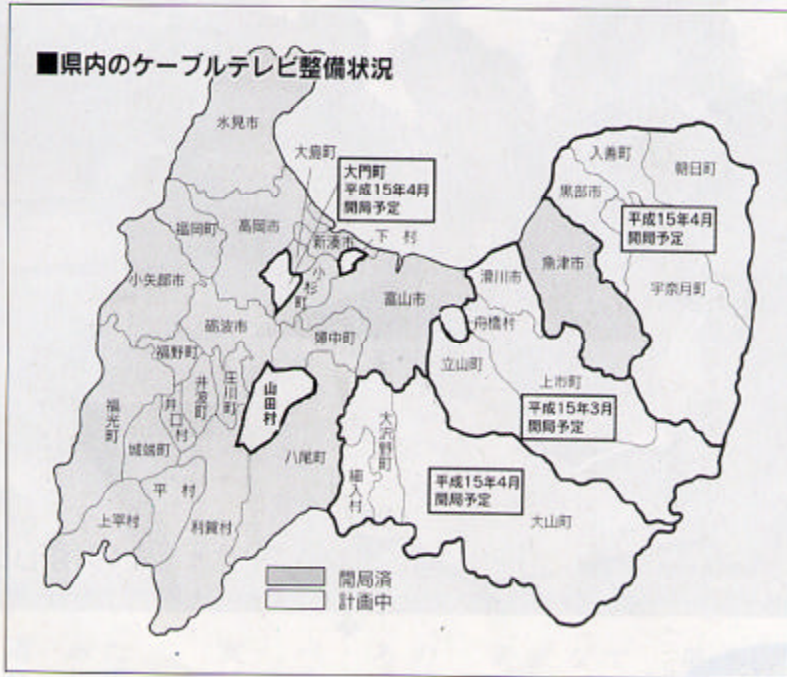 ■県内のケーブルテレビ整備状況
氷見市
大島町
大門町
平成15年4月
開局予定
入善町
朝日町
黒部市
平成15年4月
開局予定
福岡町
高岡市
新湊市
下村
魚津市
滑川市
小矢部市
小杉町
富山市
宇奈月町
砺波市
婦中町
舟橋村
福野町
立山町
上市町
井波町
庄川町
山田村
平成15年3月
開局予定
福光町
井口村
大沢野町
城端町
八尾町
細入村
平成15年4月
開局予定
平村
上平村
利賀村
大山町
開局済
計画中